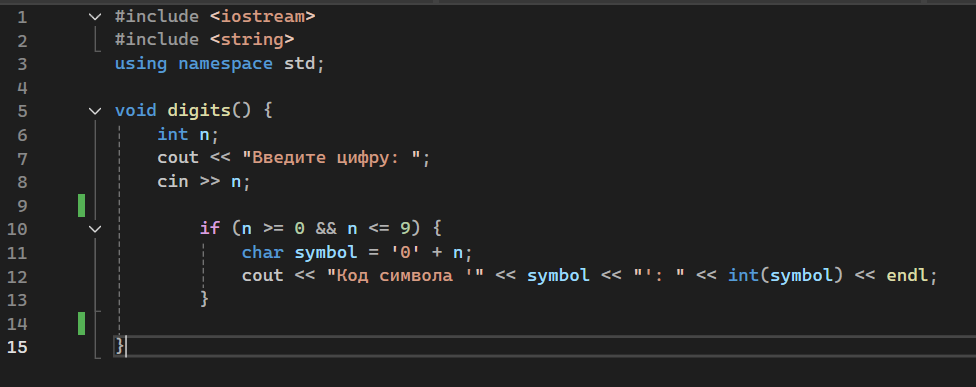 1 #include <iostream>
2 #include <string>
3 using namespace std;
4
5 void digits() {
6     int n;
7     cout << "Введите цифру: ";
8     cin >> n;
9
10         if (n >= 0 && n <= 9) {
11             char symbol = '0' + n;
12             cout << "Код символа '" << symbol << "': " << int(symbol) << endl;
13         }
14
15 }